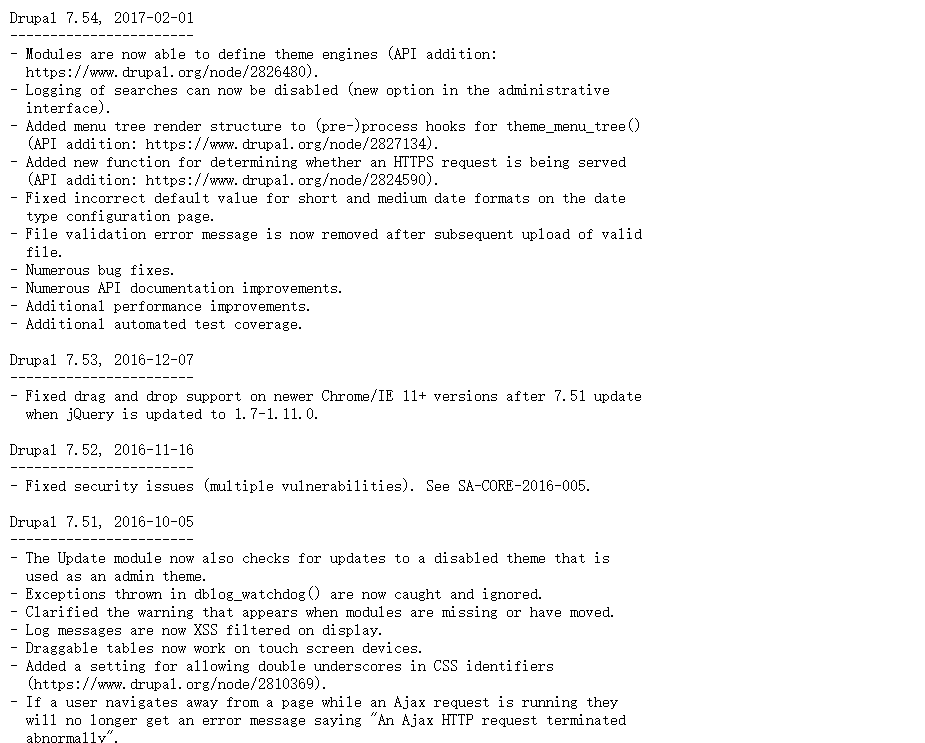 Drupal 7.54, 2017-02-01
-----------------------
- Modules are now able to define theme engines (API addition:
  https://www.drupal.org/node/2826480).
- Logging of searches can now be disabled (new option in the administrative
  interface).
- Added menu tree render structure to (pre-)process hooks for theme_menu_tree()
  (API addition: https://www.drupal.org/node/2827134).
- Added new function for determining whether an HTTPS request is being served
  (API addition: https://www.drupal.org/node/2824590).
- Fixed incorrect default value for short and medium date formats on the date
  type configuration page.
- File validation error message is now removed after subsequent upload of valid
  file.
- Numerous bug fixes.
- Numerous API documentation improvements.
- Additional performance improvements.
- Additional automated test coverage.

Drupal 7.53, 2016-12-07
-----------------------
- Fixed drag and drop support on newer Chrome/IE 11+ versions after 7.51 update
  when jQuery is updated to 1.7-1.11.0.

Drupal 7.52, 2016-11-16
-----------------------
- Fixed security issues (multiple vulnerabilities). See SA-CORE-2016-005.

Drupal 7.51, 2016-10-05
-----------------------
- The Update module now also checks for updates to a disabled theme that is
  used as an admin theme.
- Exceptions thrown in dblog_watchdog() are now caught and ignored.
- Clarified the warning that appears when modules are missing or have moved.
- Log messages are now XSS filtered on display.
- Draggable tables now work on touch screen devices.
- Added a setting for allowing double underscores in CSS identifiers
  (https://www.drupal.org/node/2810369).
- If a user navigates away from a page while an Ajax request is running they
  will no longer get an error message saying "An Ajax HTTP request terminated
  abnormally".